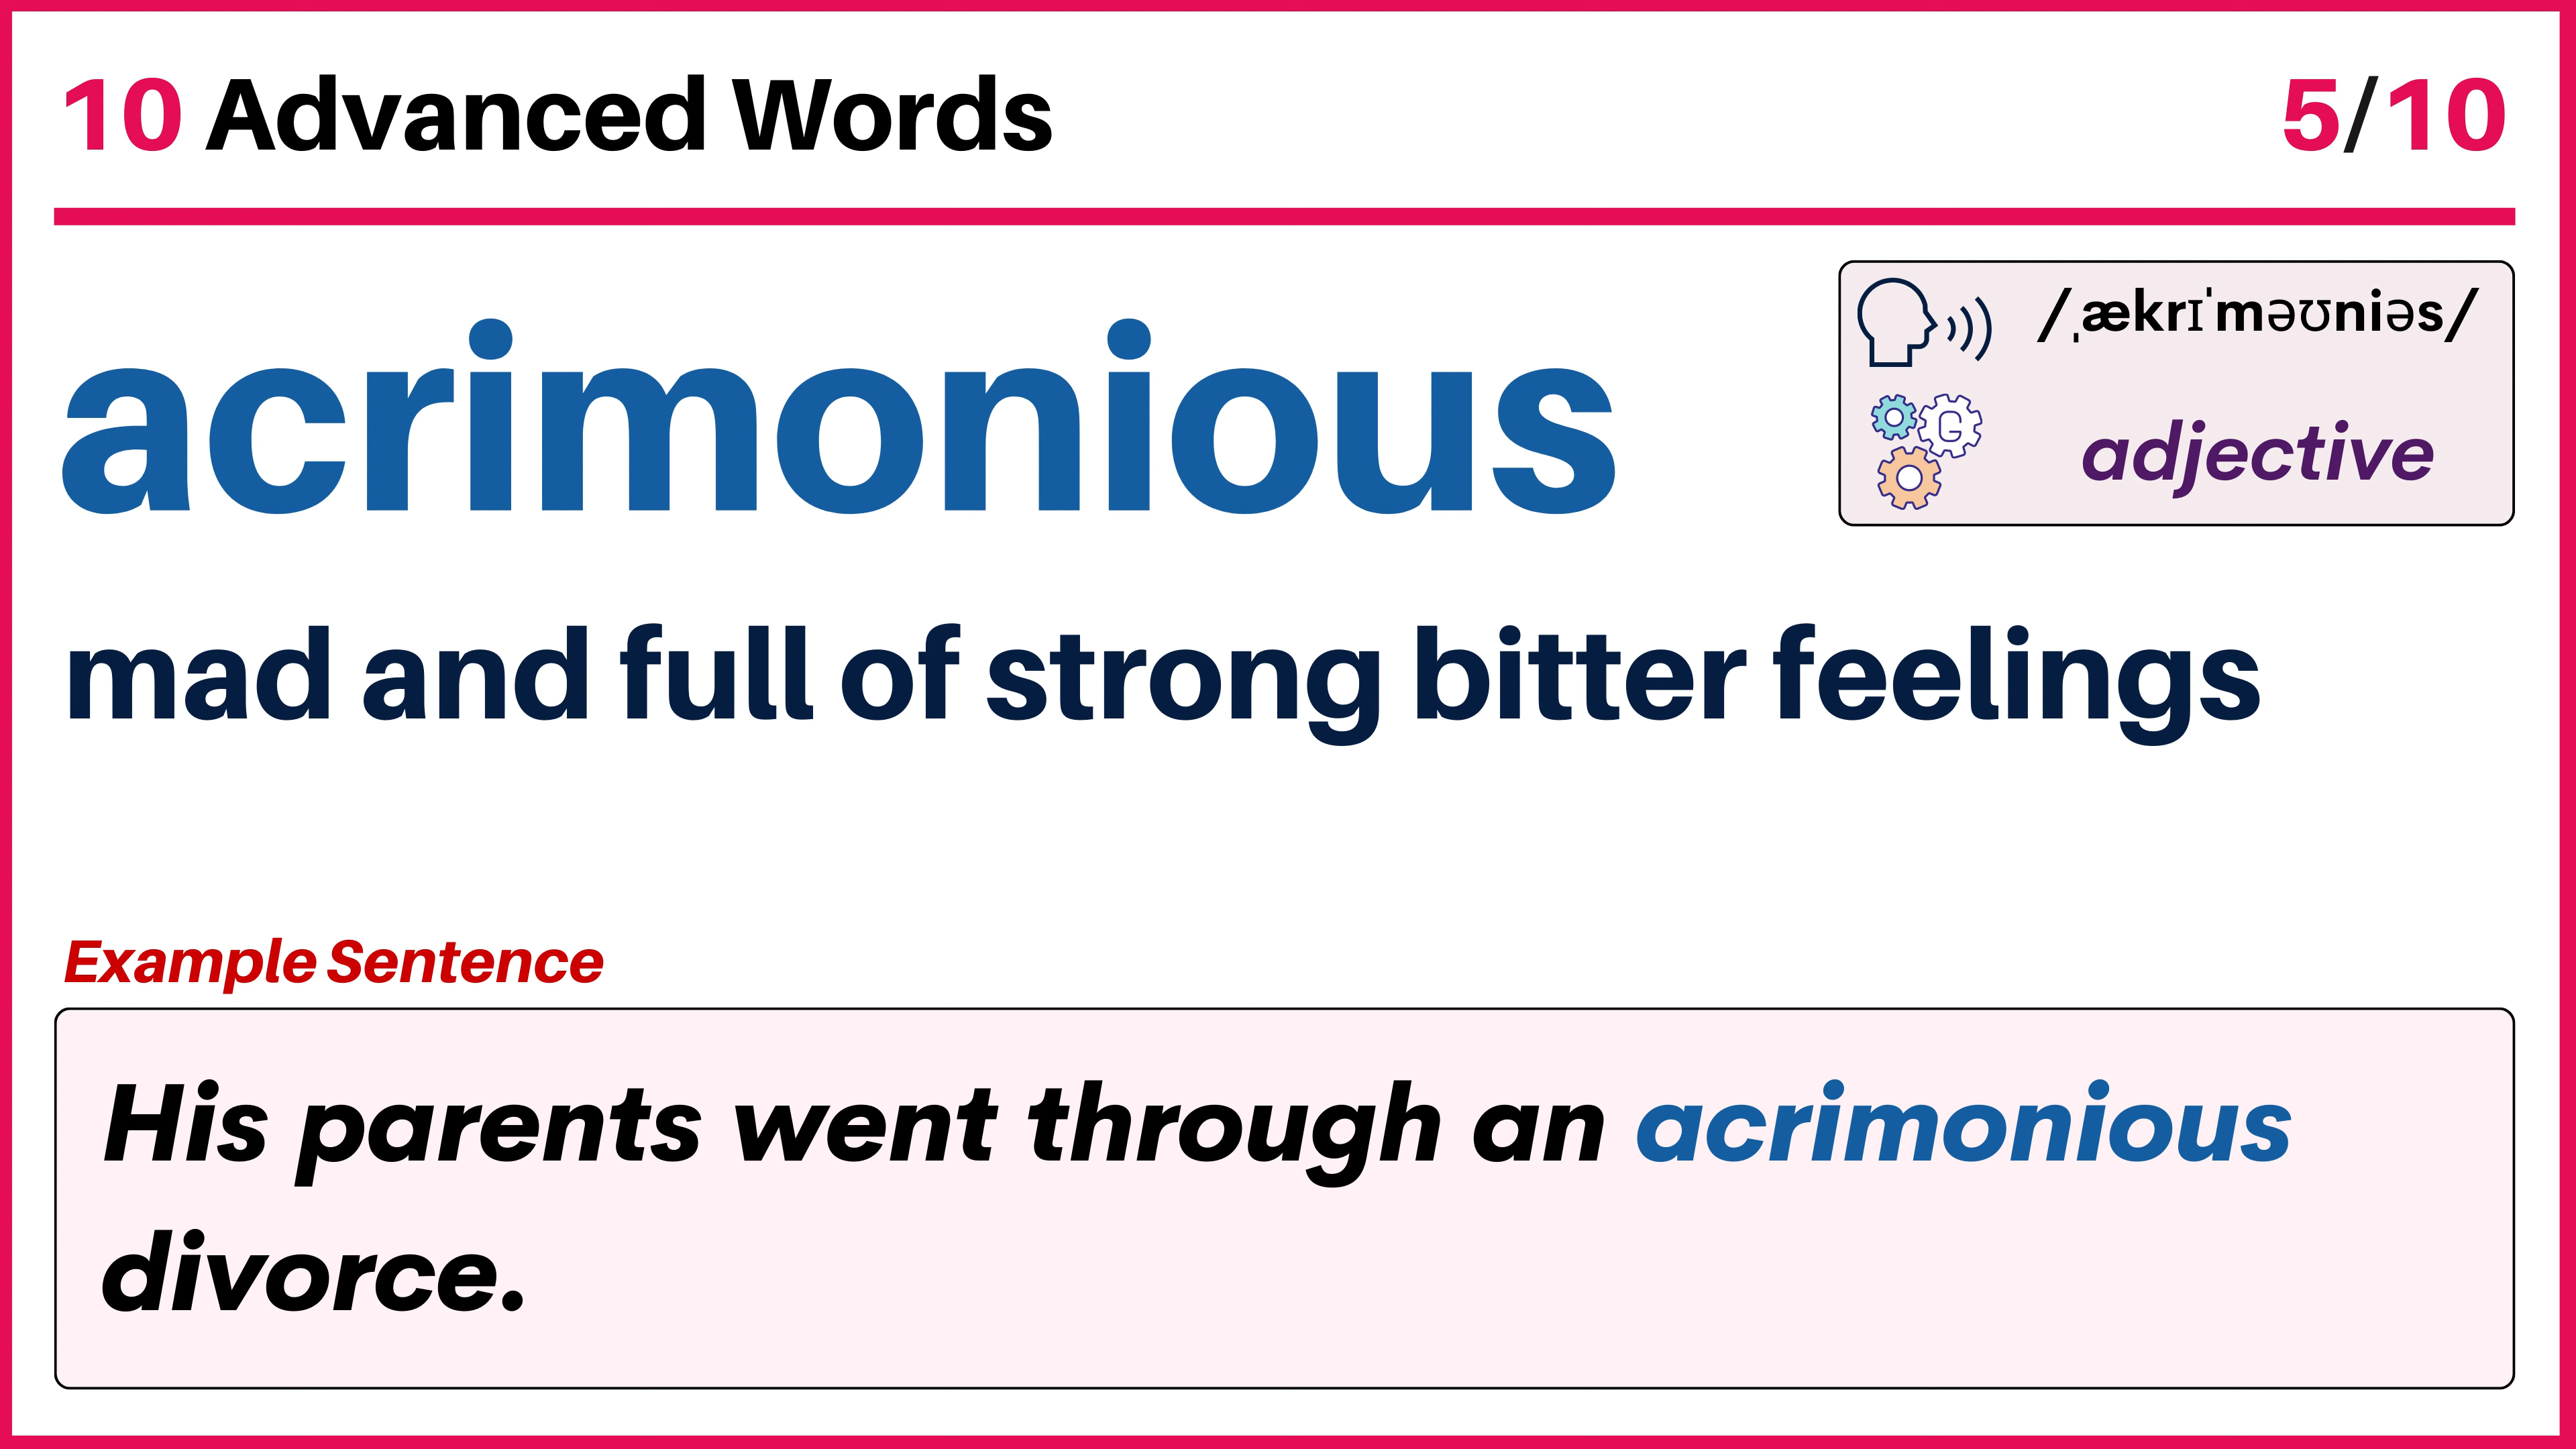 10 Advanced Words
5/10
acrimonious
/ˌækrɪˈməʊniəs/
G
adjective
mad and full of strong bitter feelings
Example Sentence
His parents went through an acrimonious
divorce.